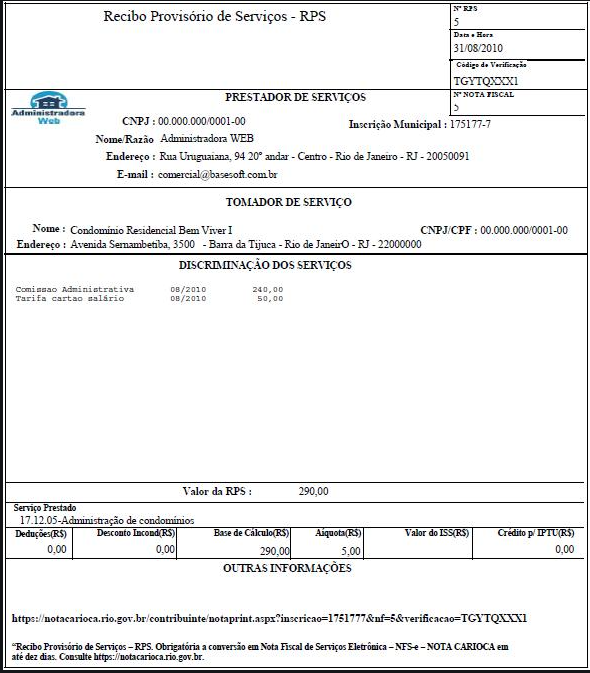 Recibo Provisório de Serviços - RPS
Nº RPS
5
Data e Hora
31/08/2010
Código de Verificação
TGYTQXXX1
Nº NOTA FISCAL
5
Administradora
Web
PRESTADOR DE SERVIÇOS
CNPJ : 00.000.000/0001-00
Inscrição Municipal : 175177-7
Nome/Razão Administradora WEB
Endereço : Rua Uruguaiana, 94 20º andar - Centro - Rio de Janeiro - RJ - 20050091
E-mail : comercial@basesoft.com.br
TOMADOR DE SERVIÇO
Nome : Condomínio Residencial Bem Viver I CNPJ/CPF : 00.000.000/0001-00
Endereço : Avenida Sernambetiba, 3500 - Barra da Tijuca - Rio de JaneirO - RJ - 22000000
DISCRIMINAÇÃO DOS SERVIÇOS
Comissao Administrativa 08/2010 240,00
Tarifa cartao salário 08/2010 50,00
Valor da RPS : 290,00
Serviço Prestado
17.12.05-Administração de condomínios
Deduções(R$) Desconto Incond(R$) Base de Cálculo(R$) Aíquota(R$) Valor do ISS(R$) Crédito p/ IPTU(R$)
0,00 0,00 290,00 5,00 0,00
OUTRAS INFORMAÇÕES
https://notacarioca.rio.gov.br/contribuinte/notaprint.aspx?inscricao=1751777&nf=5&verificacao=TGYTQXXX1
“Recibo Provisório de Serviços – RPS. Obrigatória a conversão em Nota Fiscal de Serviços Eletrônica – NFS-e – NOTA CARIOCA em
até dez dias. Consulte https://notacarioca.rio.gov.br.